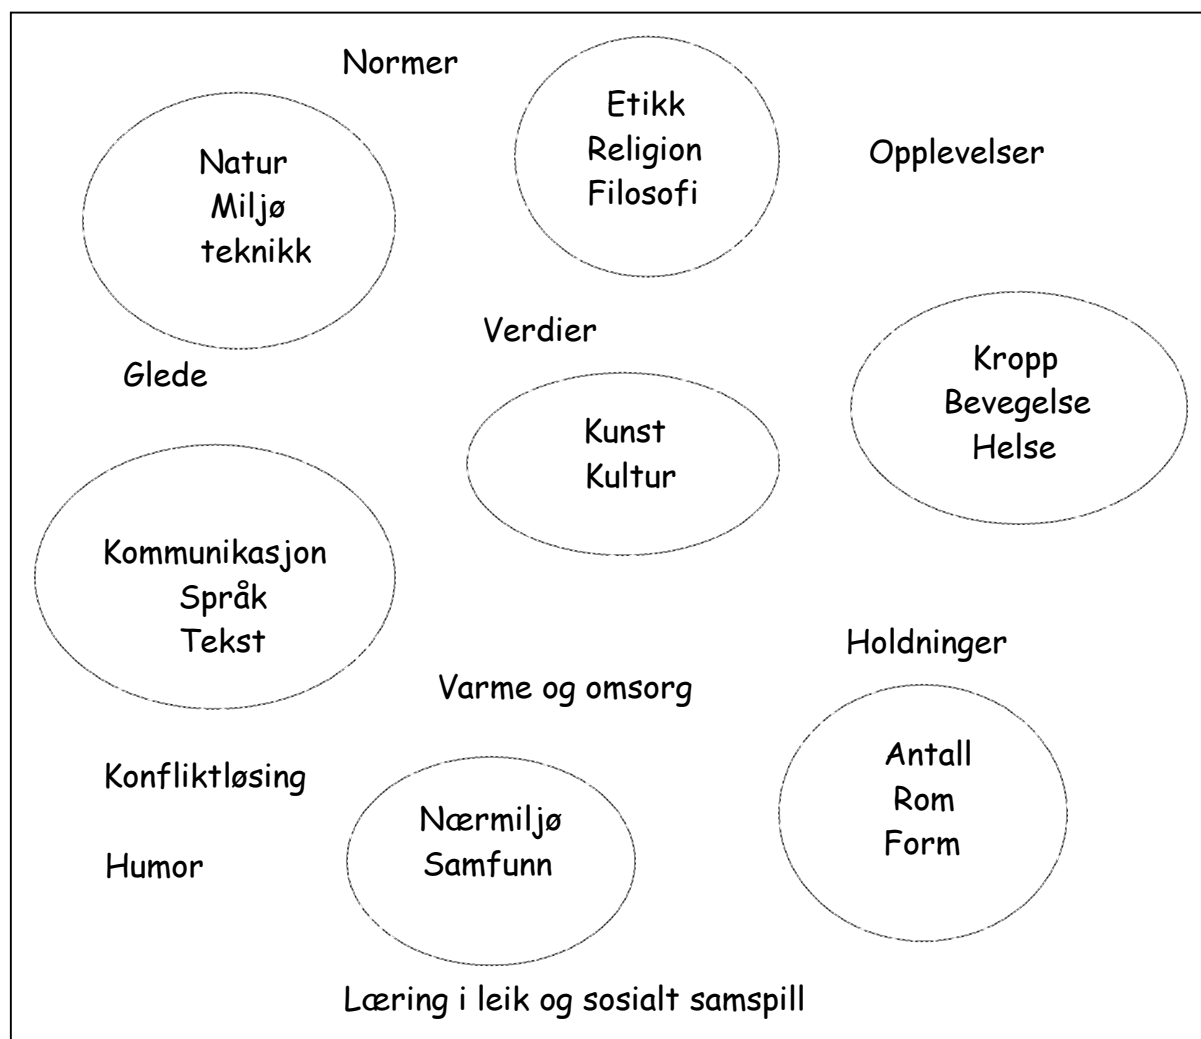 Normer
Etikk
Religion
Filosofi
Opplevelser
Natur
Miljø
teknikk
Verdier
Glede
Kropp
Bevegelse
Helse
Kunst
Kultur
Kommunikasjon
Språk
Tekst
Holdninger
Varme og omsorg
Antall
Rom
Form
Konfliktløsing
Nærmiljø
Samfunn
Humor
Læring i leik og sosialt samspill